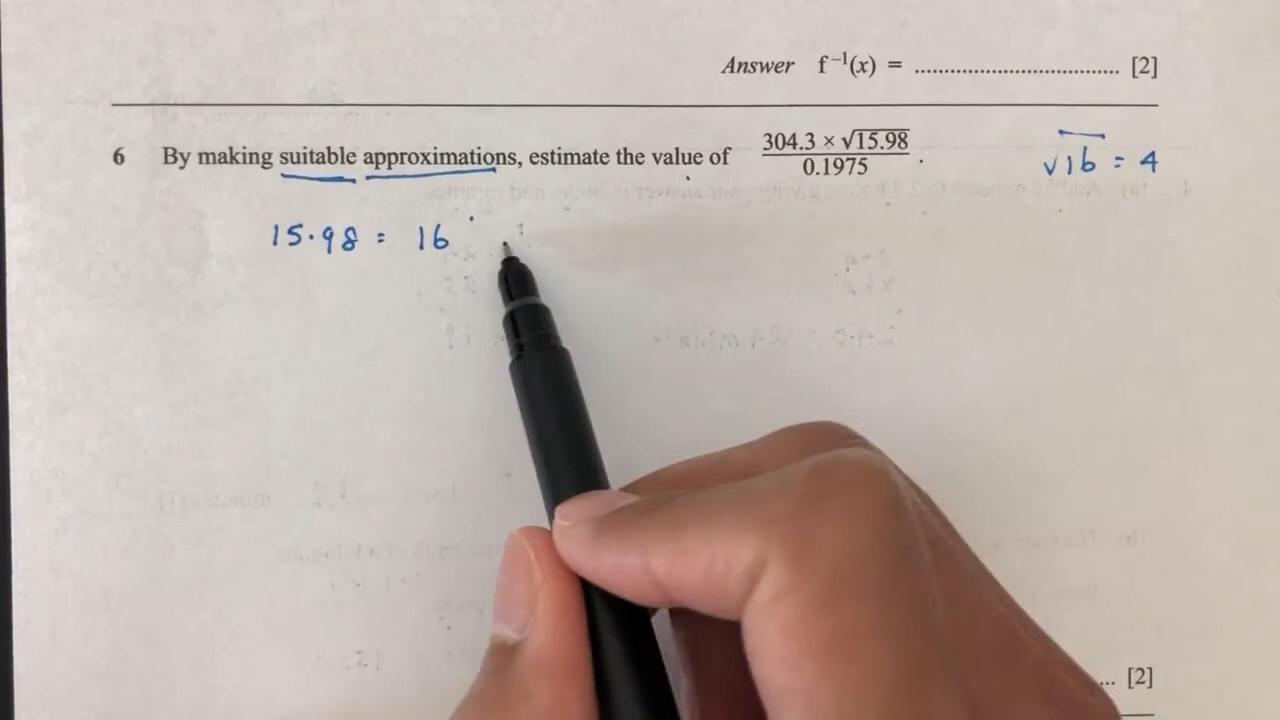 Answer f⁻¹(x) = .................................. [2]
6 By making suitable approximations, estimate the value of (304.3 × √15.98) / 0.1975 .
√16 = 4
15.98 = 16
... [2]